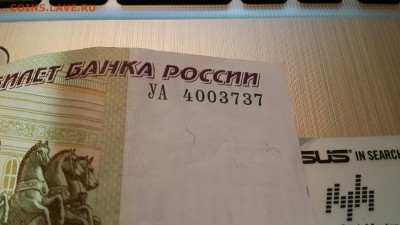 COINS.LAVE.RU
БИЛЕТ БАНКА РОССИИ
УА 4003737
SUS IN SEARCH